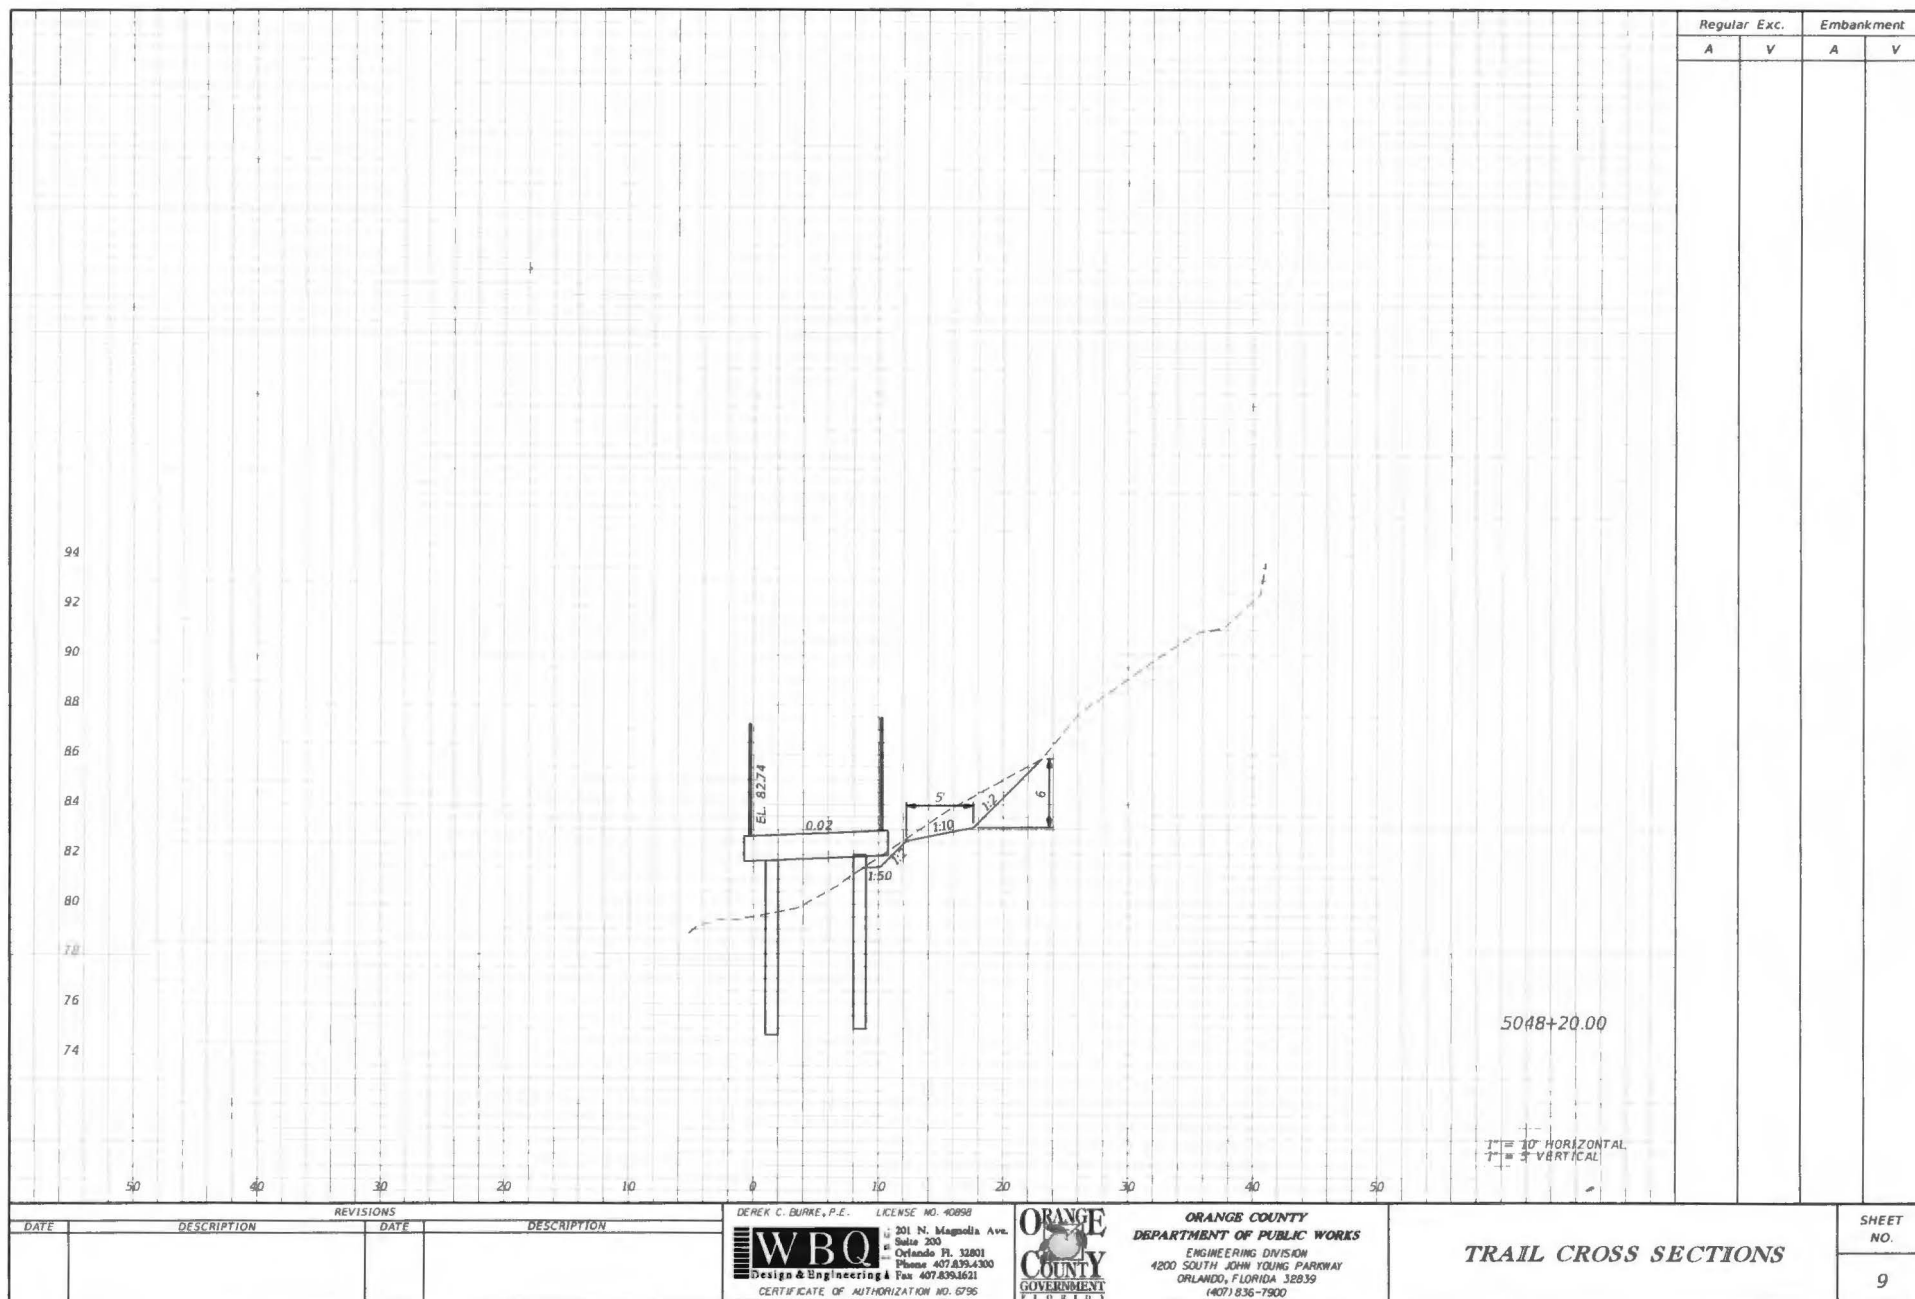 Regular Exc. Embankment
A V A V
94
92
90
88
86
84
82
80
78
76
74
EL. 82.74
0.02
5'
1:10
1:2
6
1:2
1:50
5048+20.00
1" = 10' HORIZONTAL
1" = 5' VERTICAL
50 40 30 20 10 0 10 20 30 40 50
REVISIONS
DATE DESCRIPTION DATE DESCRIPTION
DEREK C. BURKE, P.E. LICENSE NO. 40898
WBQ
Design & Engineering
201 N. Magnolia Ave.
Suite 200
Orlando Fl. 32801
Phone 407.839.4300
Fax 407.839.1621
CERTIFICATE OF AUTHORIZATION NO. 6796
ORANGE
COUNTY
GOVERNMENT
FLORIDA
ORANGE COUNTY
DEPARTMENT OF PUBLIC WORKS
ENGINEERING DIVISION
4200 SOUTH JOHN YOUNG PARKWAY
ORLANDO, FLORIDA 32839
(407) 836-7900
TRAIL CROSS SECTIONS
SHEET
NO.
9